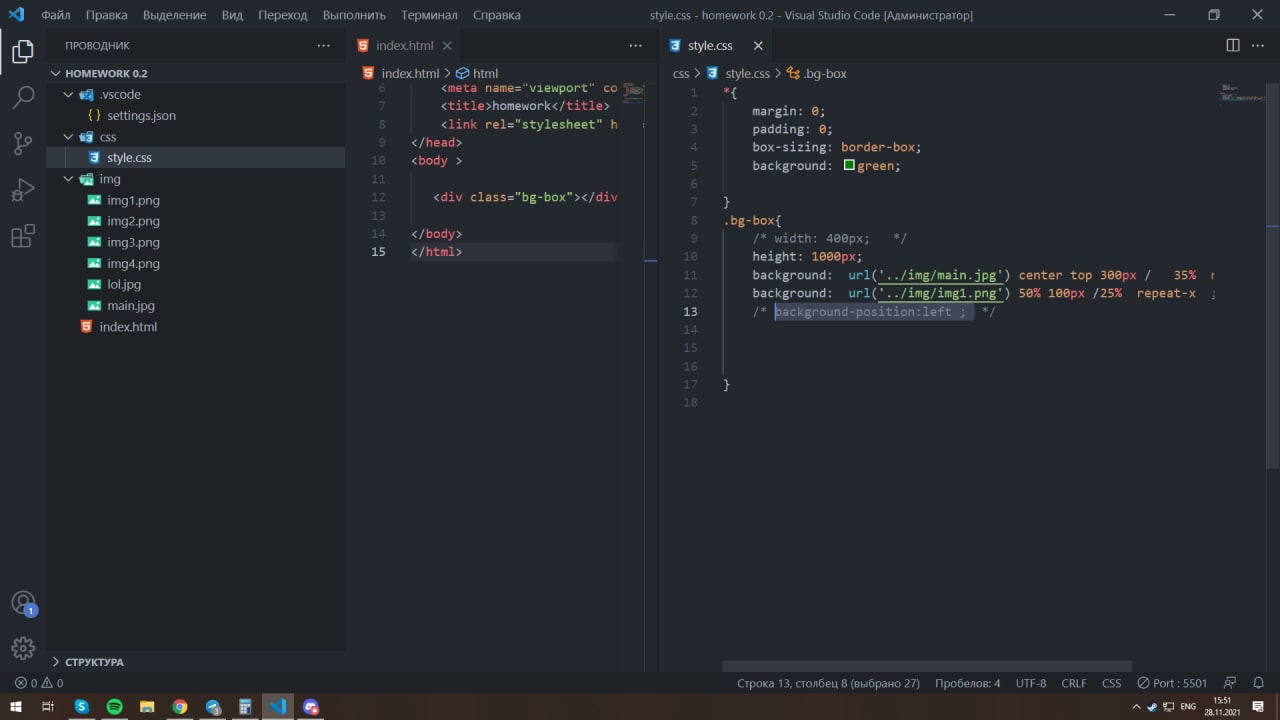 Файл Правка Выделение Вид Переход Выполнить Терминал Справка
style.css - homework 0.2 - Visual Studio Code [Администратор]
ПРОВОДНИК
HOMEWORK 0.2
.vscode
{ } settings.json
css
style.css
img
img1.png
img2.png
img3.png
img4.png
lol.jpg
main.jpg
index.html
СТРУКТУРА
index.html
index.html > html
6 <meta name="viewport" co
7 <title>homework</title>
8 <link rel="stylesheet" h
9 </head>
10 <body >
11
12 <div class="bg-box"></div
13
14 </body>
15 </html>
style.css
css > style.css > .bg-box
1 *{
2 margin: 0;
3 padding: 0;
4 box-sizing: border-box;
5 background: green;
6
7 }
8 .bg-box{
9 /* width: 400px;   */
10 height: 1000px;
11 background:  url('../img/main.jpg') center top 300px /   35%
12 background:  url('../img/img1.png') 50% 100px /25%  repeat-x  ;
13 /* background-position:left ;  */
14
15
16
17 }
18
0 0
Строка 13, столбец 8 (выбрано 27) Пробелов: 4 UTF-8 CRLF CSS Port : 5501
1
ENG
15:51
28.11.2021